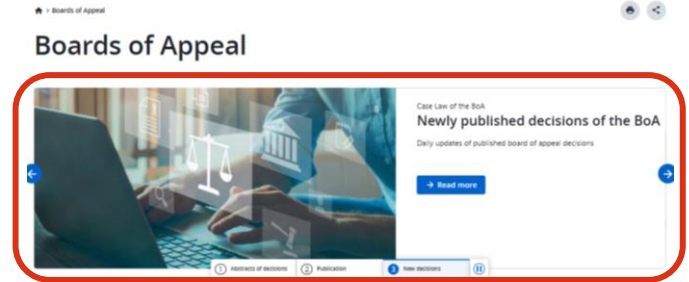 > Boards of Appeal
Boards of Appeal
Case Law of the BoA
Newly published decisions of the BoA
Daily updates of published board of appeal decisions
→ Read more
1 Abstracts of decisions 2 Publication 3 New decisions